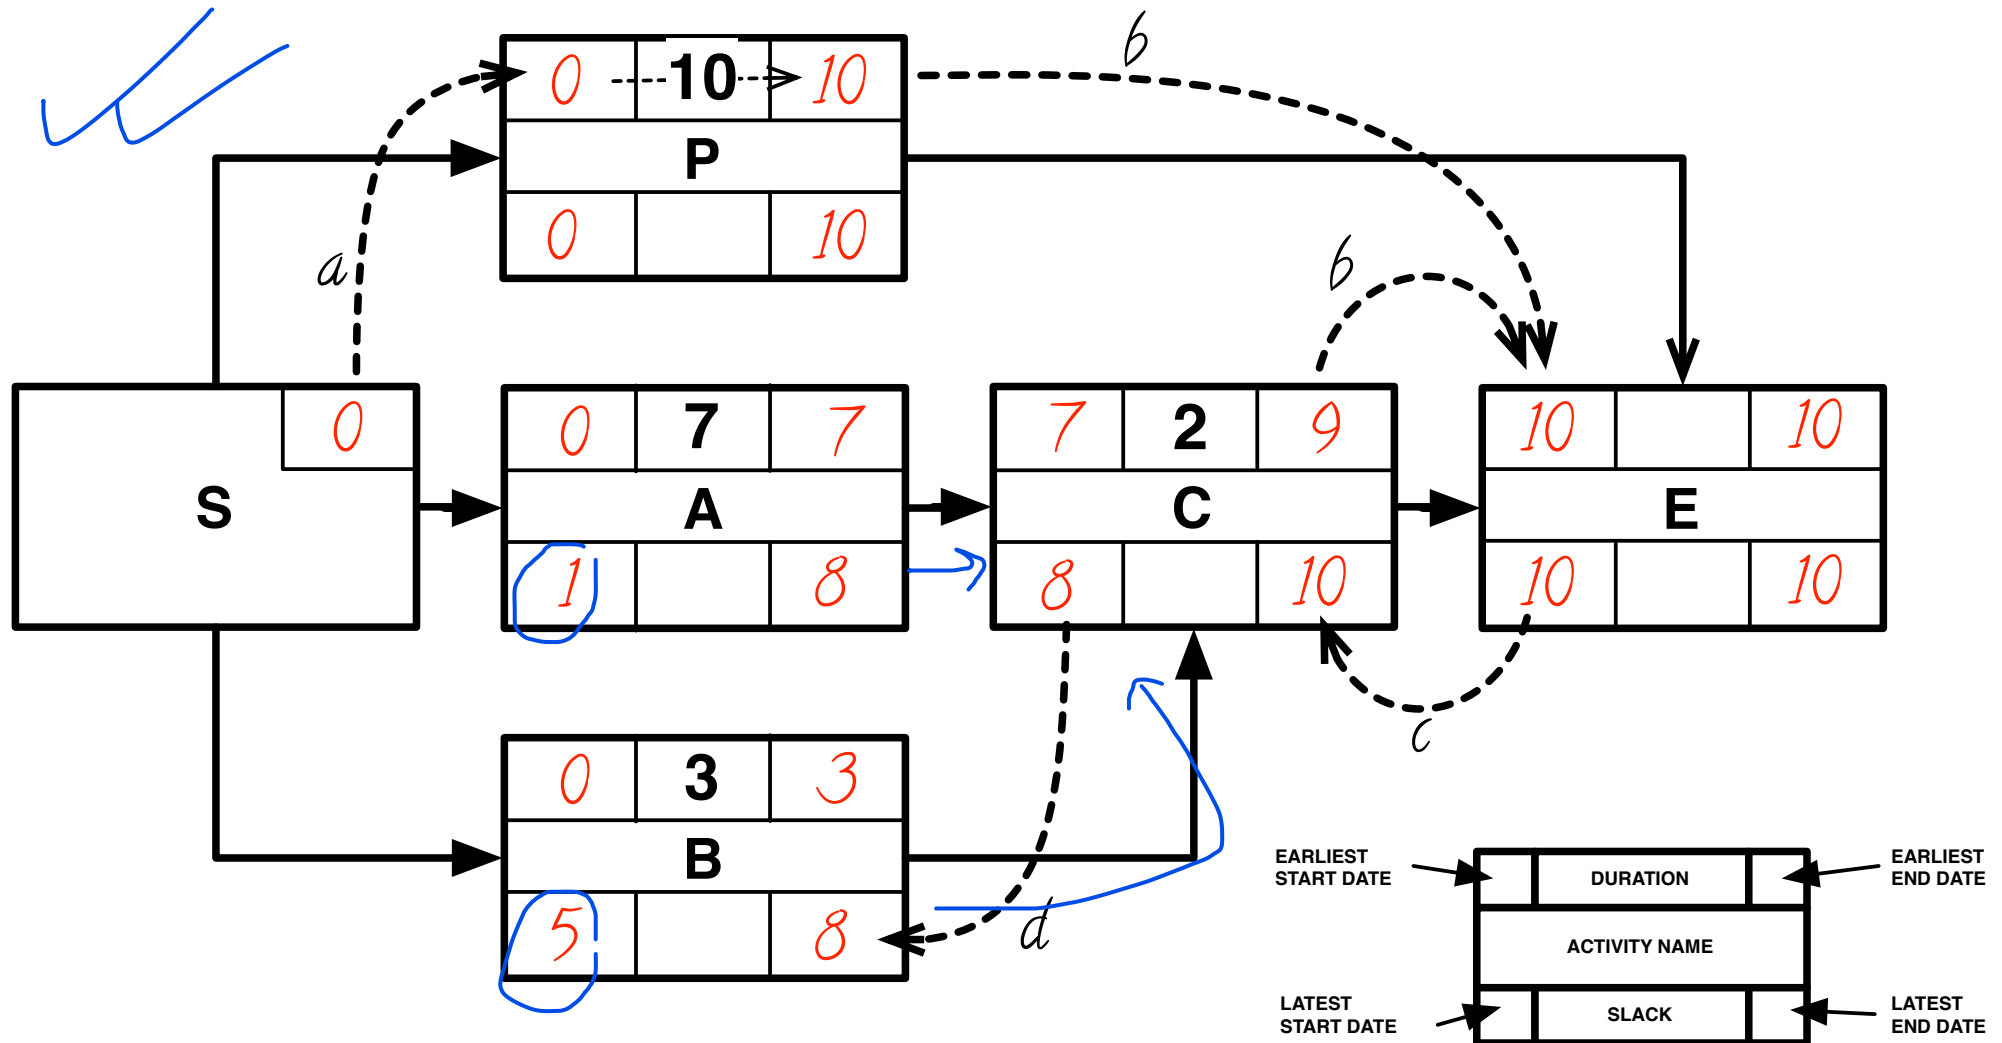 b
0 10 10
P
a
0 10
b
0
0 7 7
7 2 9
10 10
S
A
C
E
1 8
8 10
10 10
c
0 3 3
B
5 8
d
EARLIEST
START DATE
DURATION
EARLIEST
END DATE
ACTIVITY NAME
LATEST
START DATE
SLACK
LATEST
END DATE